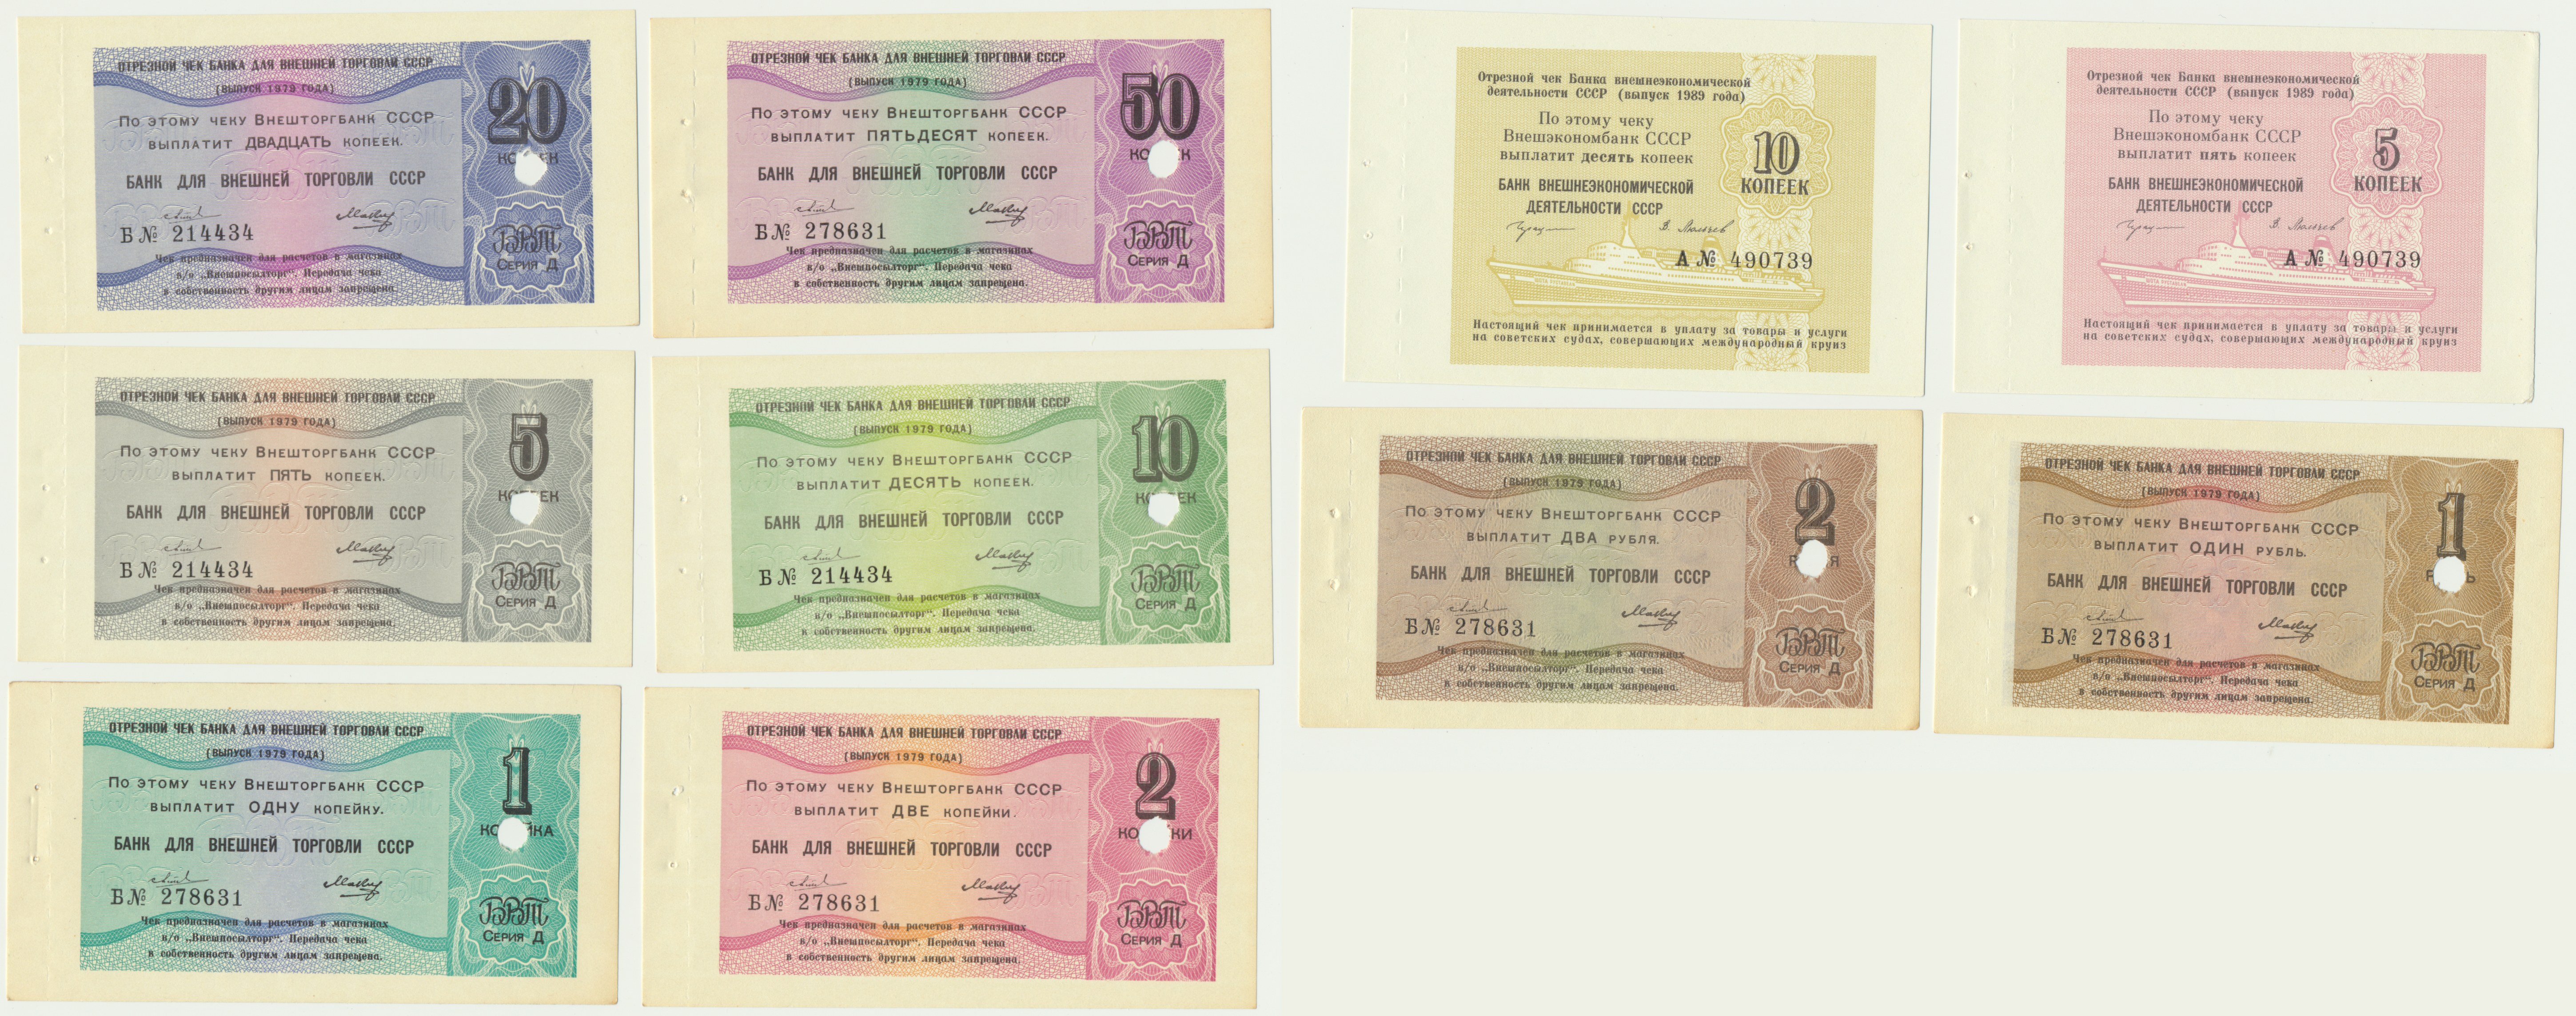 ОТРЕЗНОЙ ЧЕК БАНКА ДЛЯ ВНЕШНЕЙ ТОРГОВЛИ СССР
(ВЫПУСК 1979 ГОДА)
По этому чеку Внешторгбанк СССР
выплатит ДВАДЦАТЬ копеек.
БАНК ДЛЯ ВНЕШНЕЙ ТОРГОВЛИ СССР
Б№ 214434
Чек предназначен для расчетов в магазинах
в/о „Внешпосылторг“. Передача чека
в собственность другим лицам запрещена.
20
БВТ
Серия Д
ОТРЕЗНОЙ ЧЕК БАНКА ДЛЯ ВНЕШНЕЙ ТОРГОВЛИ СССР
(ВЫПУСК 1979 ГОДА)
По этому чеку Внешторгбанк СССР
выплатит ПЯТЬДЕСЯТ копеек.
БАНК ДЛЯ ВНЕШНЕЙ ТОРГОВЛИ СССР
Б№ 278631
Чек предназначен для расчетов в магазинах
в/о „Внешпосылторг“. Передача чека
в собственность другим лицам запрещена.
50
БВТ
Серия Д
Отрезной чек Банка внешнеэкономической
деятельности СССР (выпуск 1989 года)
По этому чеку
Внешэкономбанк СССР
выплатит десять копеек
БАНК ВНЕШНЕЭКОНОМИЧЕСКОЙ
ДЕЯТЕЛЬНОСТИ СССР
10
КОПЕЕК
А № 490739
Настоящий чек принимается в уплату за товары и услуги
на советских судах, совершающих международный круиз
Отрезной чек Банка внешнеэкономической
деятельности СССР (выпуск 1989 года)
По этому чеку
Внешэкономбанк СССР
выплатит пять копеек
БАНК ВНЕШНЕЭКОНОМИЧЕСКОЙ
ДЕЯТЕЛЬНОСТИ СССР
5
КОПЕЕК
А № 490739
Настоящий чек принимается в уплату за товары и услуги
на советских судах, совершающих международный круиз
ОТРЕЗНОЙ ЧЕК БАНКА ДЛЯ ВНЕШНЕЙ ТОРГОВЛИ СССР
(ВЫПУСК 1979 ГОДА)
По этому чеку Внешторгбанк СССР
выплатит ПЯТЬ копеек.
БАНК ДЛЯ ВНЕШНЕЙ ТОРГОВЛИ СССР
Б№ 214434
Чек предназначен для расчетов в магазинах
в/о „Внешпосылторг“. Передача чека
в собственность другим лицам запрещена.
5
БВТ
Серия Д
ОТРЕЗНОЙ ЧЕК БАНКА ДЛЯ ВНЕШНЕЙ ТОРГОВЛИ СССР
(ВЫПУСК 1979 ГОДА)
По этому чеку Внешторгбанк СССР
выплатит ДЕСЯТЬ копеек.
БАНК ДЛЯ ВНЕШНЕЙ ТОРГОВЛИ СССР
Б№ 214434
Чек предназначен для расчетов в магазинах
в/о „Внешпосылторг“. Передача чека
в собственность другим лицам запрещена.
10
БВТ
Серия Д
ОТРЕЗНОЙ ЧЕК БАНКА ДЛЯ ВНЕШНЕЙ ТОРГОВЛИ СССР
(ВЫПУСК 1979 ГОДА)
По этому чеку Внешторгбанк СССР
выплатит ДВА рубля.
БАНК ДЛЯ ВНЕШНЕЙ ТОРГОВЛИ СССР
Б№ 278631
Чек предназначен для расчетов в магазинах
в/о „Внешпосылторг“. Передача чека
в собственность другим лицам запрещена.
2
БВТ
Серия Д
ОТРЕЗНОЙ ЧЕК БАНКА ДЛЯ ВНЕШНЕЙ ТОРГОВЛИ СССР
(ВЫПУСК 1979 ГОДА)
По этому чеку Внешторгбанк СССР
выплатит ОДИН рубль.
БАНК ДЛЯ ВНЕШНЕЙ ТОРГОВЛИ СССР
Б№ 278631
Чек предназначен для расчетов в магазинах
в/о „Внешпосылторг“. Передача чека
в собственность другим лицам запрещена.
1
БВТ
Серия Д
ОТРЕЗНОЙ ЧЕК БАНКА ДЛЯ ВНЕШНЕЙ ТОРГОВЛИ СССР
(ВЫПУСК 1979 ГОДА)
По этому чеку Внешторгбанк СССР
выплатит ОДНУ копейку.
БАНК ДЛЯ ВНЕШНЕЙ ТОРГОВЛИ СССР
Б№ 278631
Чек предназначен для расчетов в магазинах
в/о „Внешпосылторг“. Передача чека
в собственность другим лицам запрещена.
1
БВТ
Серия Д
ОТРЕЗНОЙ ЧЕК БАНКА ДЛЯ ВНЕШНЕЙ ТОРГОВЛИ СССР
(ВЫПУСК 1979 ГОДА)
По этому чеку Внешторгбанк СССР
выплатит ДВЕ копейки.
БАНК ДЛЯ ВНЕШНЕЙ ТОРГОВЛИ СССР
Б№ 278631
Чек предназначен для расчетов в магазинах
в/о „Внешпосылторг“. Передача чека
в собственность другим лицам запрещена.
2
БВТ
Серия Д